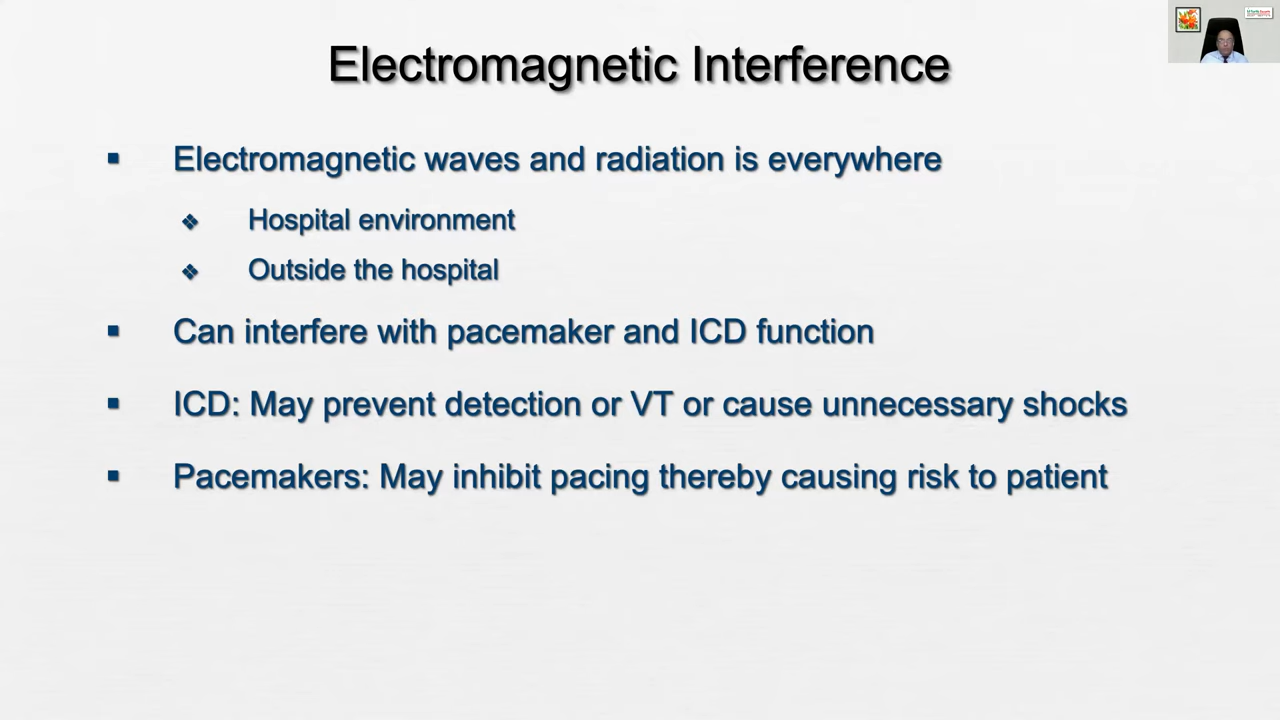 Electromagnetic Interference
Electromagnetic waves and radiation is everywhere
Hospital environment
Outside the hospital
Can interfere with pacemaker and ICD function
ICD: May prevent detection or VT or cause unnecessary shocks
Pacemakers: May inhibit pacing thereby causing risk to patient